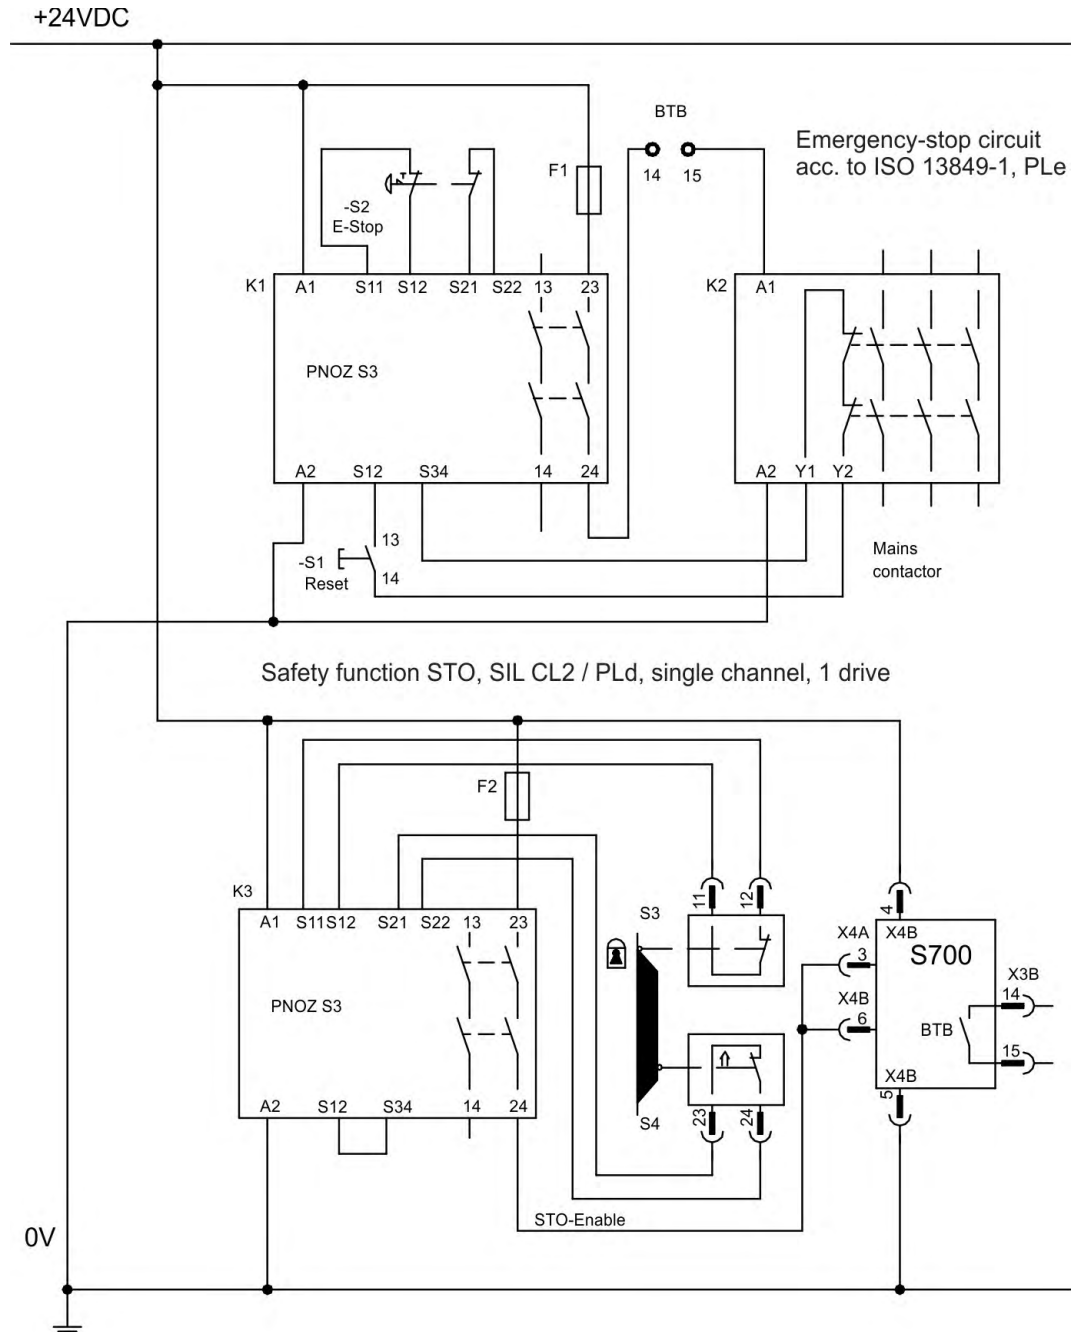 +24VDC
BTB
Emergency-stop circuit
acc. to ISO 13849-1, PLe
F1
14 15
-S2
E-Stop
K1 A1 S11 S12 S21 S22 13 23
K2 A1
PNOZ S3
A2 S12 S34 14 24
A2 Y1 Y2
13
-S1
Reset
14
Mains
contactor
Safety function STO, SIL CL2 / PLd, single channel, 1 drive
F2
K3
A1 S11 S12 S21 S22 13 23
S3
11 12
4
X4B
S700
X4A
3
X3B
14
PNOZ S3
X4B
6
BTB
15
X4B
5
A2 S12 S34 14 24
S4
23 24
STO-Enable
0V